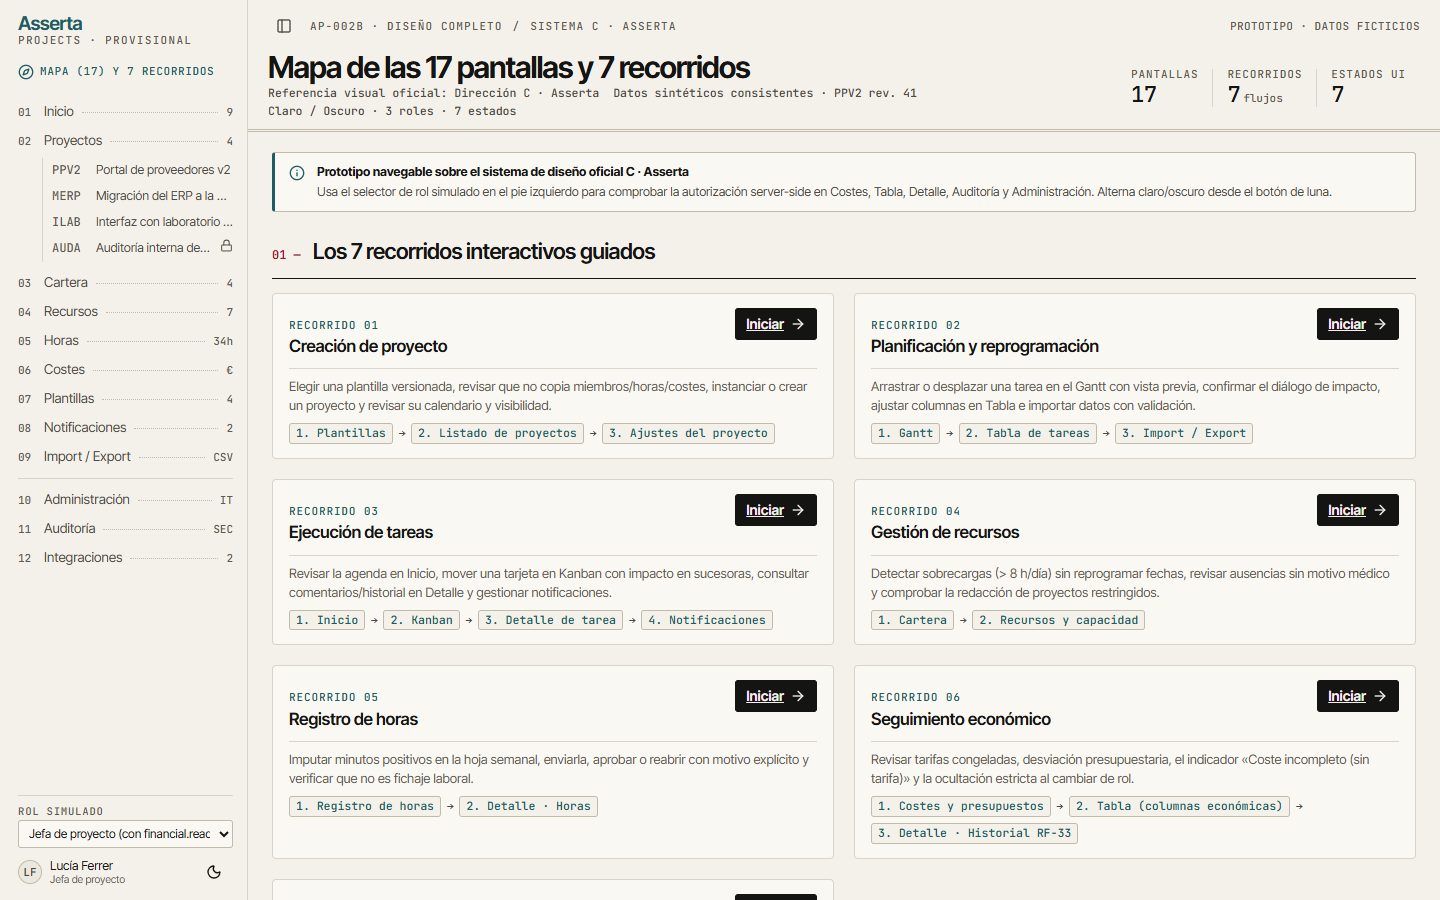 Asserta
PROJECTS · PROVISIONAL
MAPA (17) Y 7 RECORRIDOS
01 Inicio 9
02 Proyectos 4
PPV2 Portal de proveedores v2
MERP Migración del ERP a la ...
ILAB Interfaz con laboratorio ...
AUDA Auditoría interna de...
03 Cartera 4
04 Recursos 7
05 Horas 34h
06 Costes €
07 Plantillas 4
08 Notificaciones 2
09 Import / Export CSV
10 Administración IT
11 Auditoría SEC
12 Integraciones 2
ROL SIMULADO
Jefa de proyecto (con financial.read
LF Lucía Ferrer
Jefa de proyecto
AP-002B · DISEÑO COMPLETO / SISTEMA C · ASSERTA
PROTOTIPO · DATOS FICTICIOS
Mapa de las 17 pantallas y 7 recorridos
Referencia visual oficial: Dirección C · Asserta Datos sintéticos consistentes · PPV2 rev. 41
Claro / Oscuro · 3 roles · 7 estados
PANTALLAS
17
RECORRIDOS
7 flujos
ESTADOS UI
7
Prototipo navegable sobre el sistema de diseño oficial C · Asserta
Usa el selector de rol simulado en el pie izquierdo para comprobar la autorización server-side en Costes, Tabla, Detalle, Auditoría y Administración. Alterna claro/oscuro desde el botón de luna.
01 — Los 7 recorridos interactivos guiados
RECORRIDO 01
Creación de proyecto
Iniciar →
Elegir una plantilla versionada, revisar que no copia miembros/horas/costes, instanciar o crear
un proyecto y revisar su calendario y visibilidad.
1. Plantillas → 2. Listado de proyectos → 3. Ajustes del proyecto
RECORRIDO 02
Planificación y reprogramación
Iniciar →
Arrastrar o desplazar una tarea en el Gantt con vista previa, confirmar el diálogo de impacto,
ajustar columnas en Tabla e importar datos con validación.
1. Gantt → 2. Tabla de tareas → 3. Import / Export
RECORRIDO 03
Ejecución de tareas
Iniciar →
Revisar la agenda en Inicio, mover una tarjeta en Kanban con impacto en sucesoras, consultar
comentarios/historial en Detalle y gestionar notificaciones.
1. Inicio → 2. Kanban → 3. Detalle de tarea → 4. Notificaciones
RECORRIDO 04
Gestión de recursos
Iniciar →
Detectar sobrecargas (> 8 h/día) sin reprogramar fechas, revisar ausencias sin motivo médico
y comprobar la redacción de proyectos restringidos.
1. Cartera → 2. Recursos y capacidad
RECORRIDO 05
Registro de horas
Iniciar →
Imputar minutos positivos en la hoja semanal, enviarla, aprobar o reabrir con motivo explícito y
verificar que no es fichaje laboral.
1. Registro de horas → 2. Detalle · Horas
RECORRIDO 06
Seguimiento económico
Iniciar →
Revisar tarifas congeladas, desviación presupuestaria, el indicador «Coste incompleto (sin
tarifa)» y la ocultación estricta al cambiar de rol.
1. Costes y presupuestos → 2. Tabla (columnas económicas) →
3. Detalle · Historial RF-33